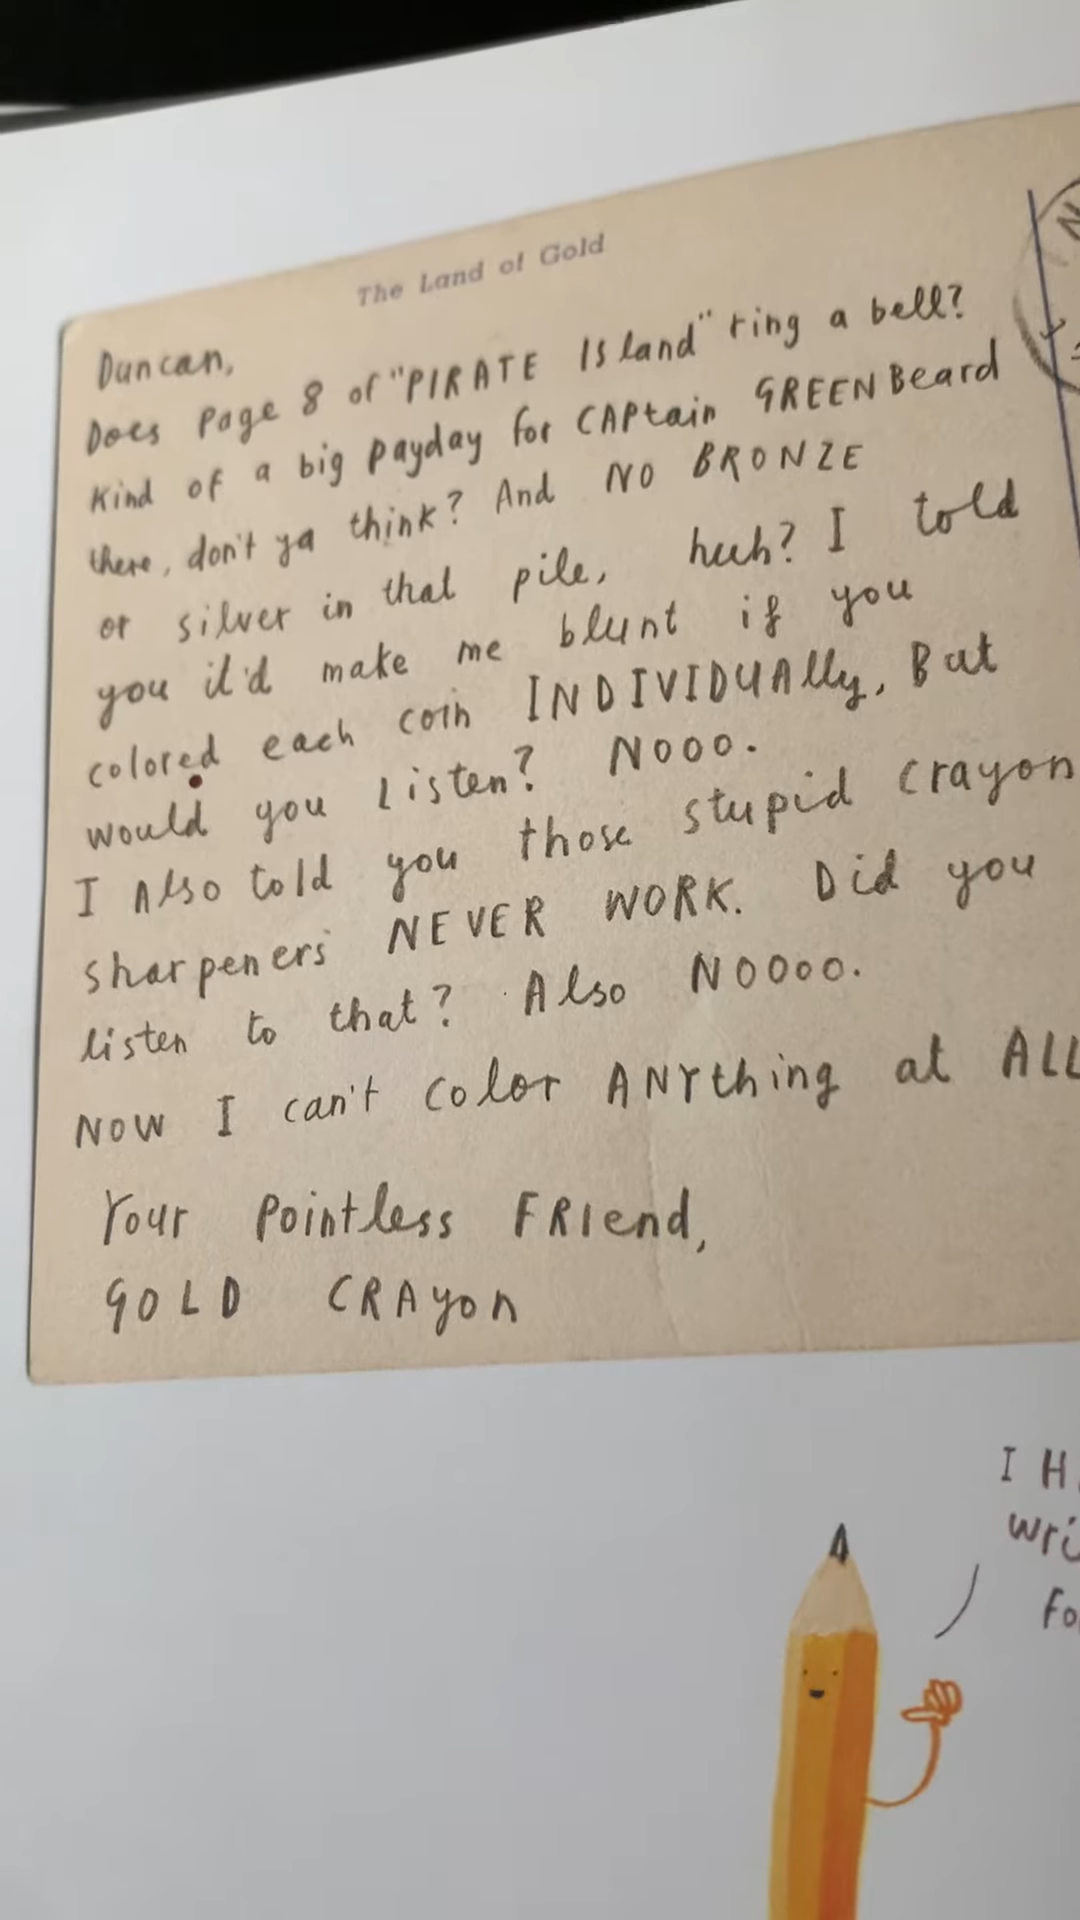 The Land of Gold
Duncan,
Does Page 8 of "PIRATE ISland" ring a bell?
Kind of a big payday for CAPtain GREENBeard
there, don't ya think? And NO BRONZE
or silver in that pile, huh? I told
you it'd make me blunt if you
colored each coin INDIVIDUAlly, But
would you Listen? NOOO.
I Also told you those stupid crayon
sharpeners NEVER WORK. Did you
listen to that? Also NOOOO.
NOW I can't color ANYthing at ALL
Your Pointless FRIend,
GOLD CRAyon
I